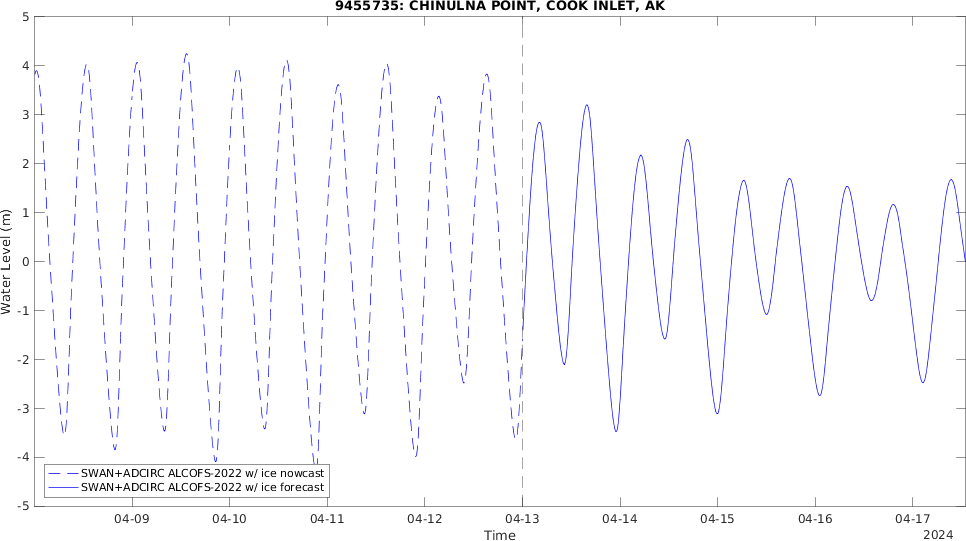 9455735: CHINULNA POINT, COOK INLET, AK
5
4
3
2
1
0
-1
-2
-3
-4
-5
Water Level (m)
SWAN+ADCIRC ALCOFS-2022 w/ ice nowcast
SWAN+ADCIRC ALCOFS-2022 w/ ice forecast
04-09 04-10 04-11 04-12 04-13 04-14 04-15 04-16 04-17
Time
2024